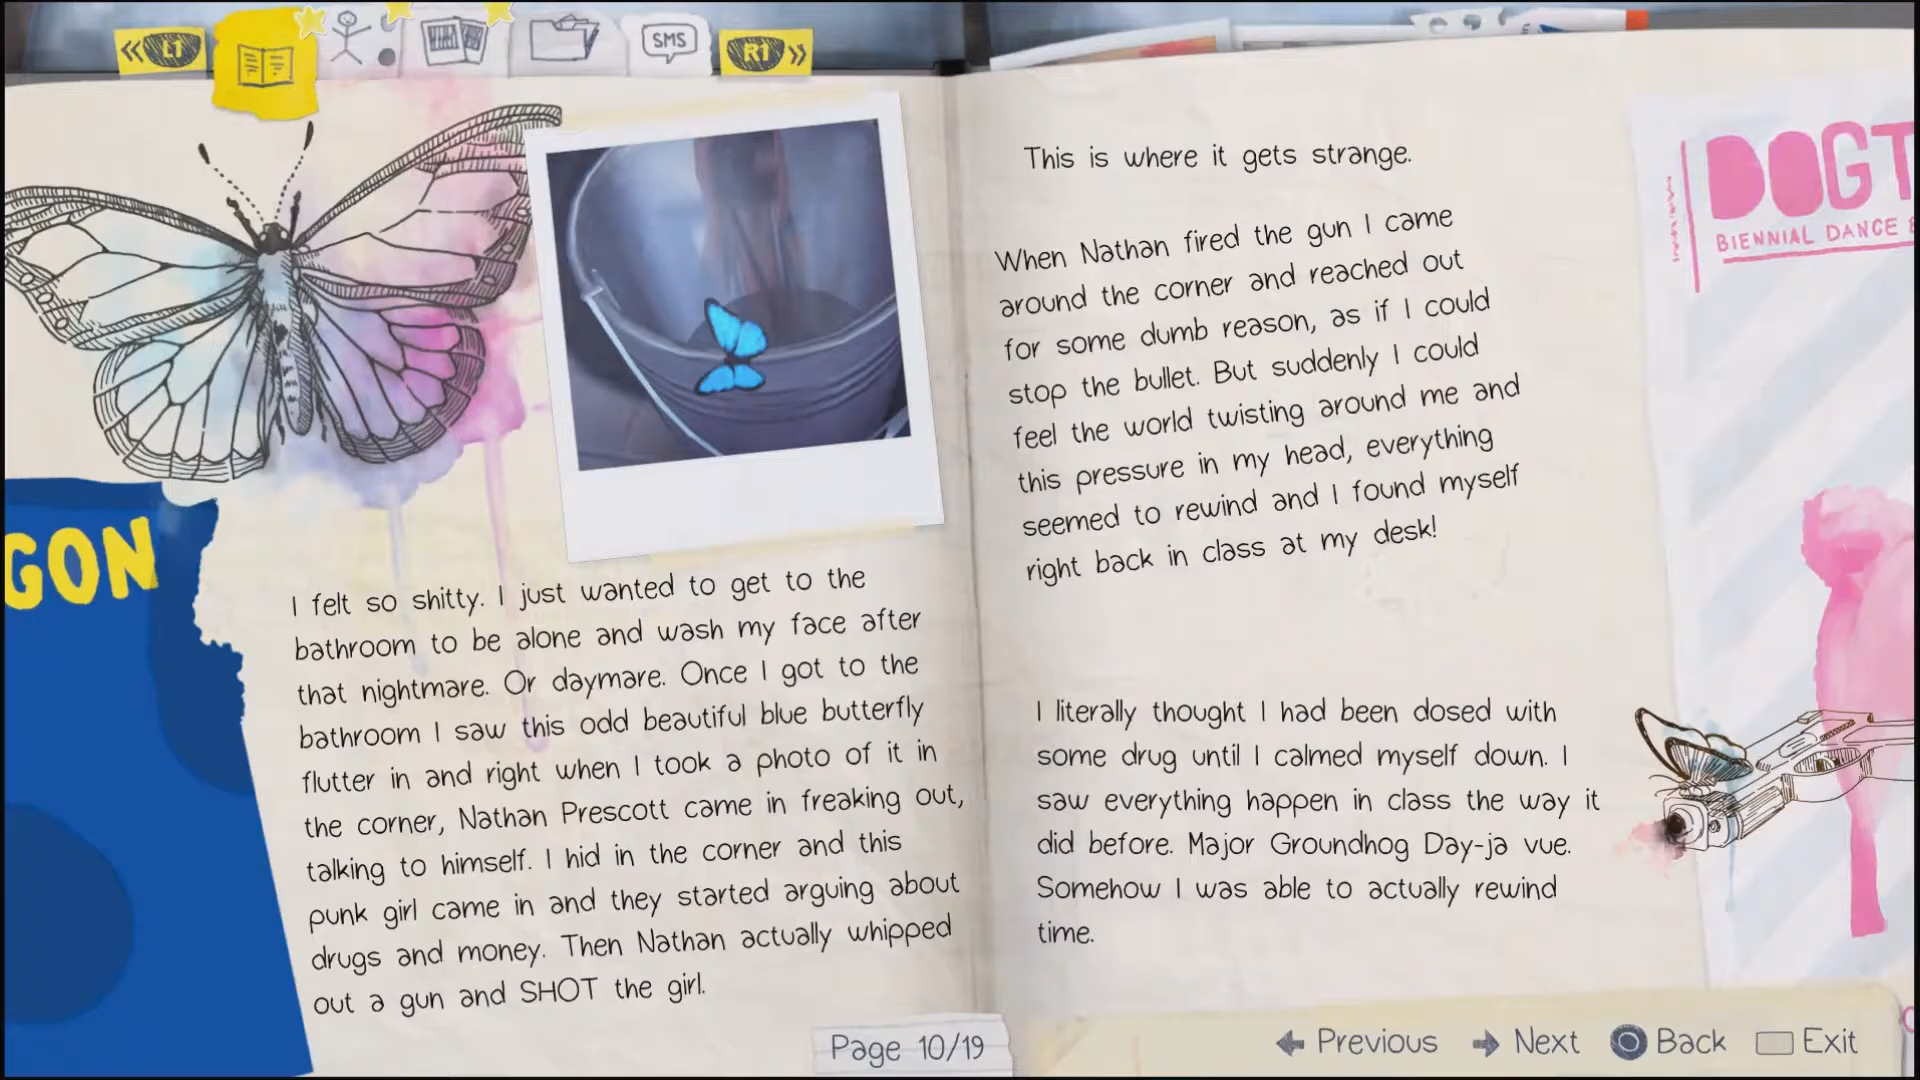 L1
SMS
R1
GON
I felt so shitty. I just wanted to get to the
bathroom to be alone and wash my face after
that nightmare. Or daymare. Once I got to the
bathroom I saw this odd beautiful blue butterfly
flutter in and right when I took a photo of it in
the corner, Nathan Prescott came in freaking out,
talking to himself. I hid in the corner and this
punk girl came in and they started arguing about
drugs and money. Then Nathan actually whipped
out a gun and SHOT the girl.
This is where it gets strange.
When Nathan fired the gun I came
around the corner and reached out
for some dumb reason, as if I could
stop the bullet. But suddenly I could
feel the world twisting around me and
this pressure in my head, everything
seemed to rewind and I found myself
right back in class at my desk!
I literally thought I had been dosed with
some drug until I calmed myself down. I
saw everything happen in class the way it
did before. Major Groundhog Day-ja vue.
Somehow I was able to actually rewind
time.
DOGT
BIENNIAL DANCE
Page 10/19
Previous
Next
Back
Exit